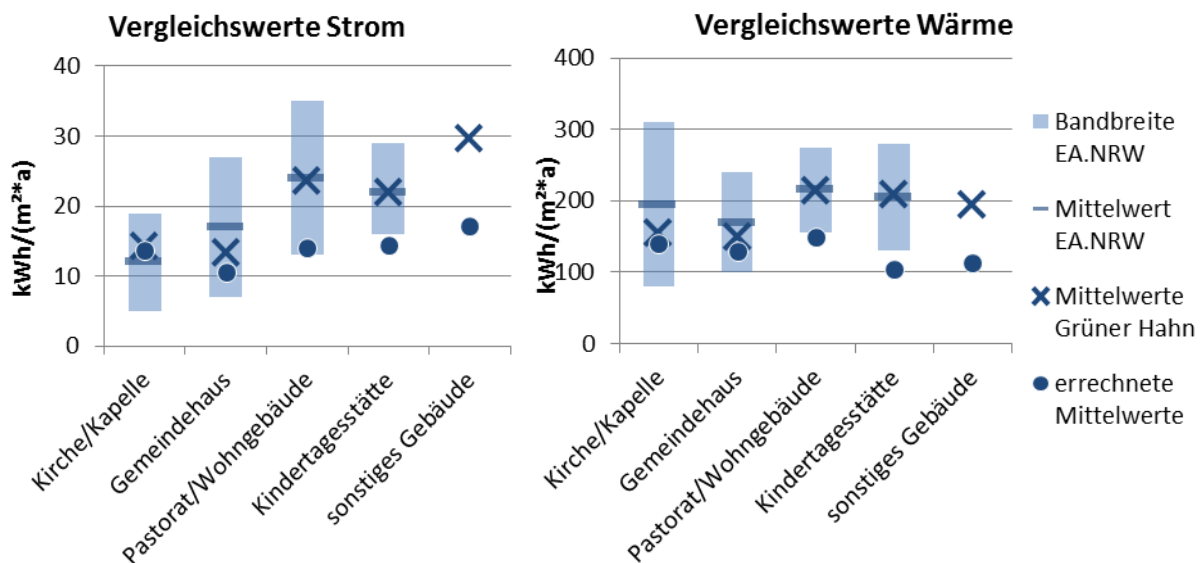 Vergleichswerte Strom
kWh/(m²*a)
40
30
20
10
0
Kirche/Kapelle
Gemeindehaus
Pastorat/Wohngebäude
Kindertagesstätte
sonstiges Gebäude
Vergleichswerte Wärme
kWh/(m²*a)
400
300
200
100
0
Kirche/Kapelle
Gemeindehaus
Pastorat/Wohngebäude
Kindertagesstätte
sonstiges Gebäude
Bandbreite
EA.NRW
Mittelwert
EA.NRW
Mittelwerte
Grüner Hahn
errechnete
Mittelwerte